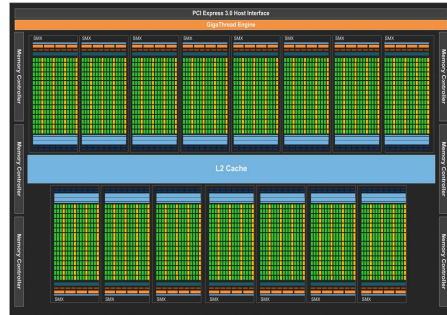 PCI Express 3.0 Host Interface
GigaThread Engine
SMX
SMX
SMX
SMX
SMX
SMX
SMX
SMX
Memory Controller
Memory Controller
Memory Controller
Memory Controller
Memory Controller
Memory Controller
L2 Cache
SMX
SMX
SMX
SMX
SMX
SMX
SMX